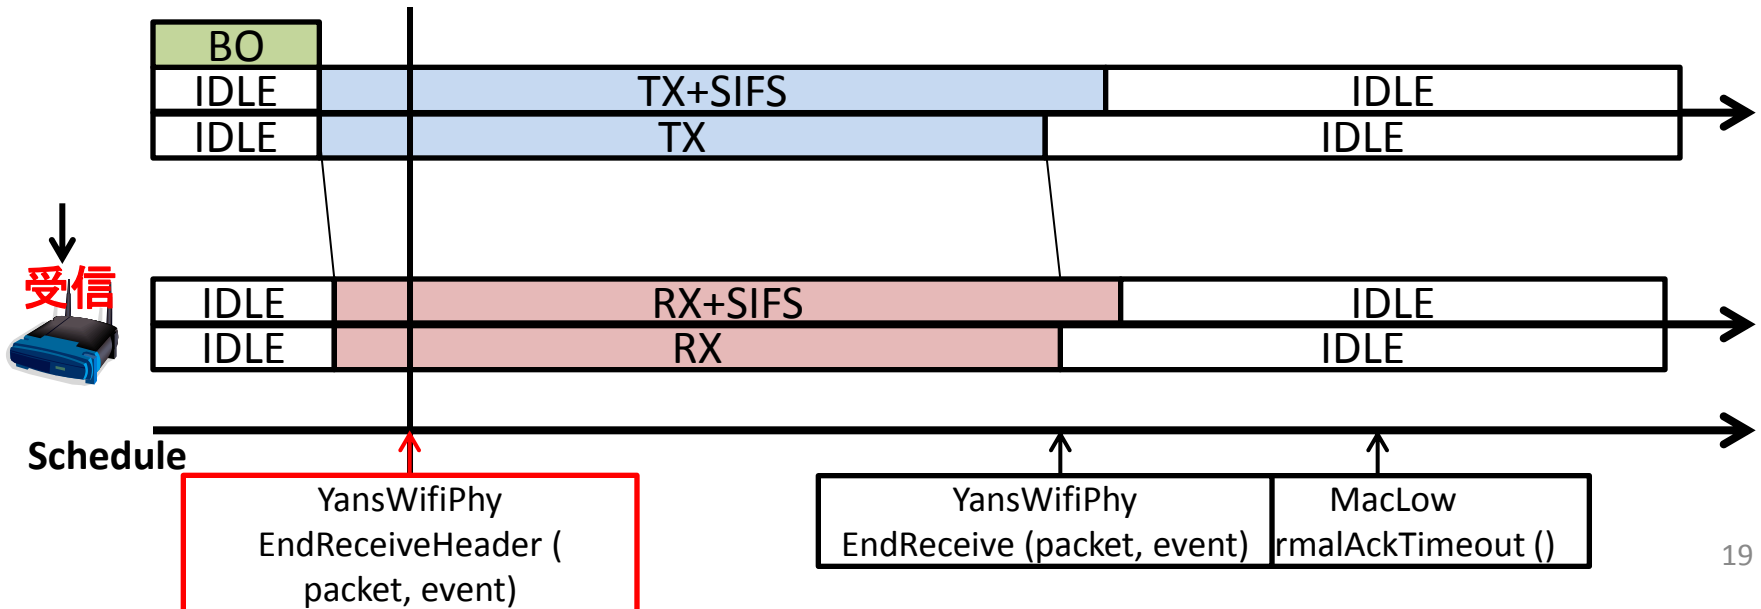 BO
IDLE TX+SIFS IDLE
IDLE TX IDLE
受信
IDLE RX+SIFS IDLE
IDLE RX IDLE
Schedule
YansWifiPhy
EndReceiveHeader (
packet, event)
YansWifiPhy
EndReceive (packet, event)
MacLow
rmalAckTimeout ()
19